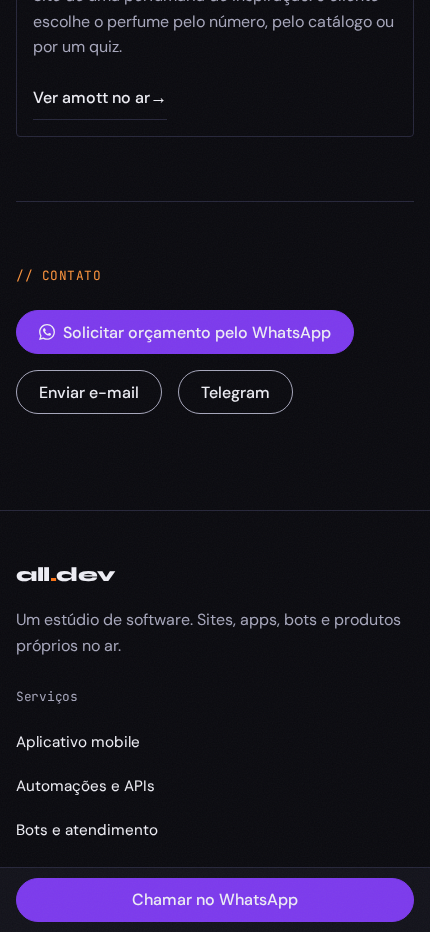 escolhe o perfume pelo número, pelo catálogo ou
por um quiz.
Ver amott no ar→
// CONTATO
Solicitar orçamento pelo WhatsApp
Enviar e-mail
Telegram
all.dev
Um estúdio de software. Sites, apps, bots e produtos
próprios no ar.
Serviços
Aplicativo mobile
Automações e APIs
Bots e atendimento
Chamar no WhatsApp